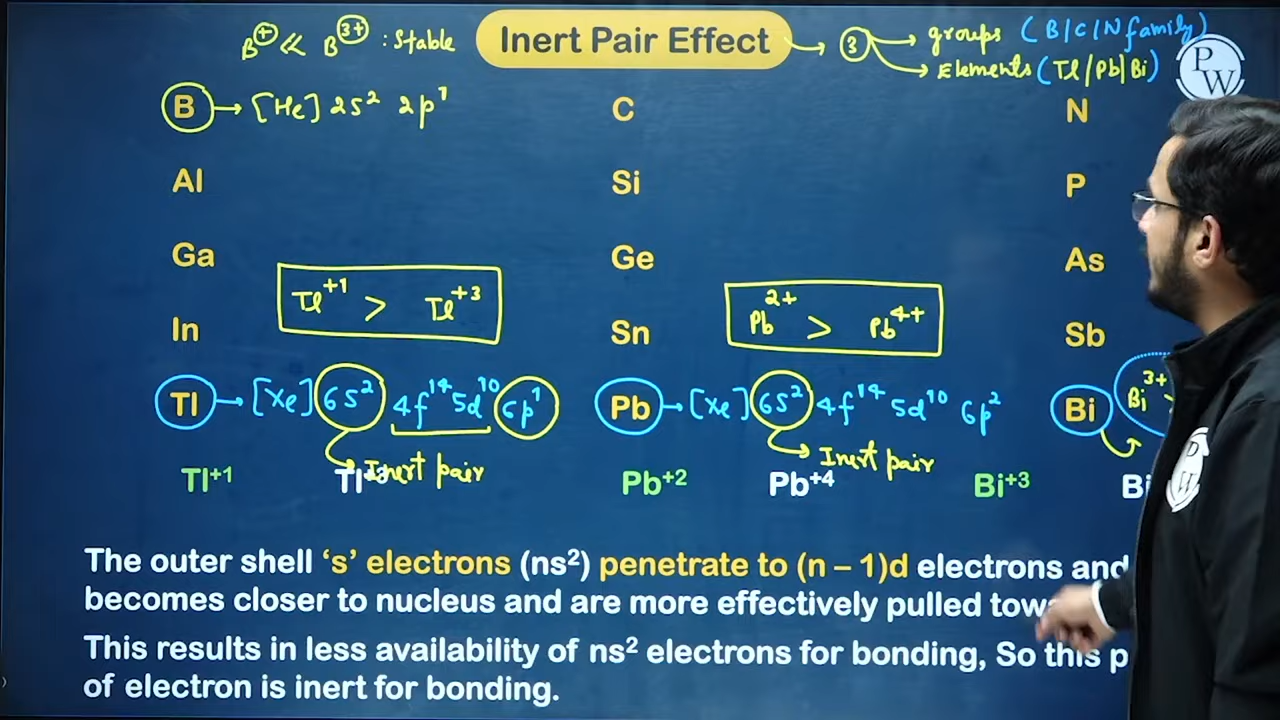 B⁺ << B³⁺ : Stable
Inert Pair Effect → 3 → groups (B/C/N family)
→ Elements (Tl/Pb/Bi)
PW
B → [He] 2s² 2p¹
C
N
Al
Si
P
Ga
Ge
As
Tl⁺¹ > Tl⁺³
Pb²⁺ > Pb⁴⁺
In
Sn
Sb
Tl → [Xe] 6s² 4f¹⁴ 5d¹⁰ 6p¹
Pb → [Xe] 6s² 4f¹⁴ 5d¹⁰ 6p²
Bi
Bi³⁺ >
Inert pair
Inert pair
Tl⁺¹
Pb⁺²
Pb⁺⁴
Bi⁺³
Bi
PW
The outer shell ‘s’ electrons (ns²) penetrate to (n – 1)d electrons and
becomes closer to nucleus and are more effectively pulled
This results in less availability of ns² electrons for bonding, So this
of electron is inert for bonding.